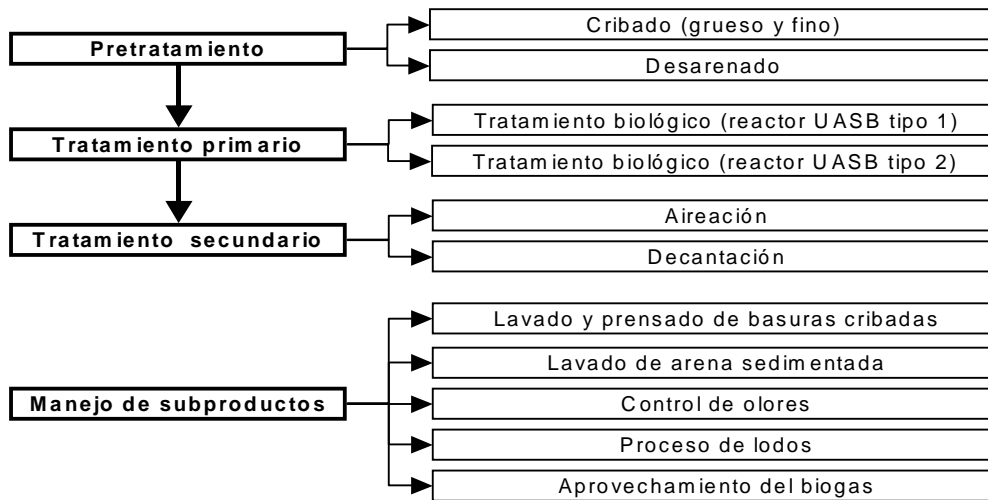 Pretratamiento
Cribado (grueso y fino)
Desarenado
Tratamiento primario
Tratamiento biológico (reactor UASB tipo 1)
Tratamiento biológico (reactor UASB tipo 2)
Tratamiento secundario
Aireación
Decantación
Manejo de subproductos
Lavado y prensado de basuras cribadas
Lavado de arena sedimentada
Control de olores
Proceso de lodos
Aprovechamiento del biogas